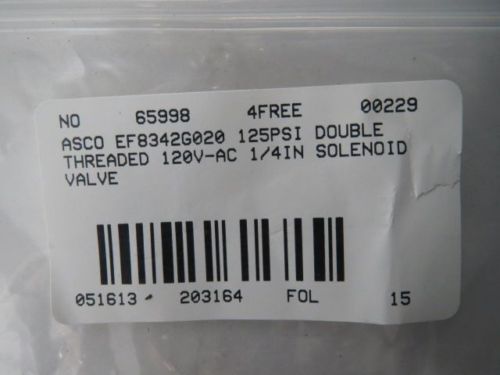 NO 65998 4FREE 00229
ASCO EF8342G020 125PSI DOUBLE
THREADED 120V-AC 1/4IN SOLENOID
VALVE
051613 - 203164 FOL 15